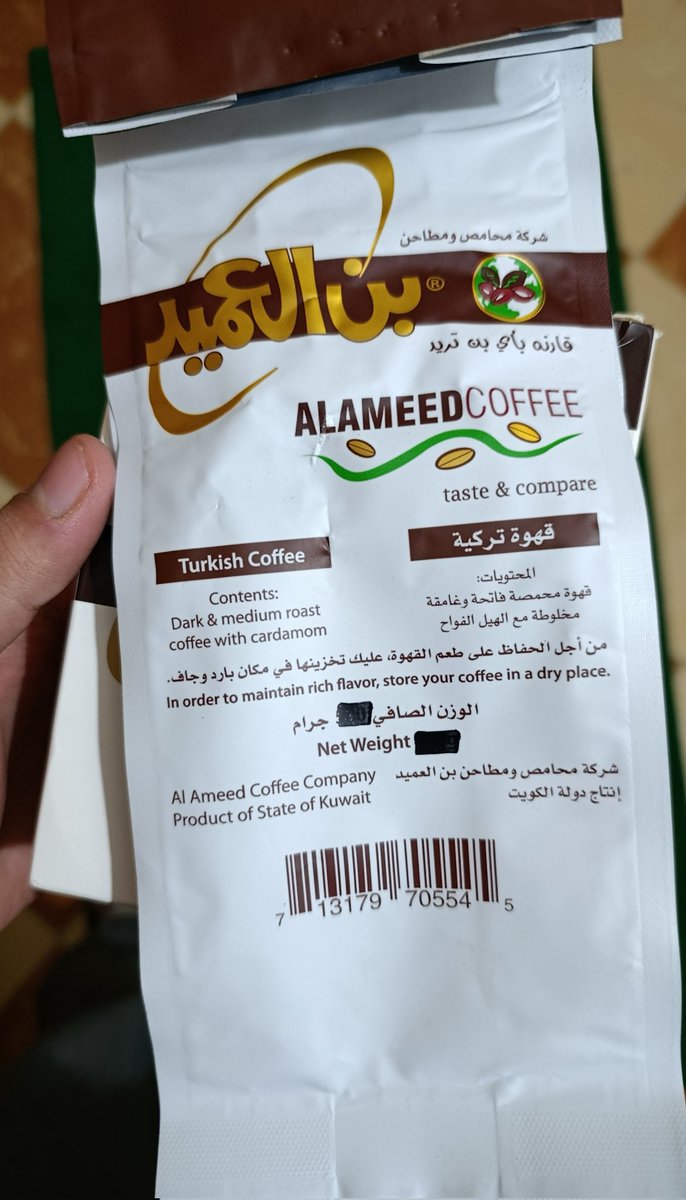 شركة محامص ومطاحن
بن العميد®
قارنه بأي بن تريد
ALAMEEDCOFFEE
taste & compare
Turkish Coffee
قهوة تركية
Contents:
Dark & medium roast
coffee with cardamom
المحتويات:
قهوة محمصة فاتحة وغامقة
مخلوطة مع الهيل الفواح
من أجل الحفاظ على طعم القهوة، عليك تخزينها في مكان بارد وجاف.
In order to maintain rich flavor, store your coffee in a dry place.
الوزن الصافي جرام
Net Weight
Al Ameed Coffee Company
Product of State of Kuwait
شركة محامص ومطاحن بن العميد
إنتاج دولة الكويت
7 13179 70554 5